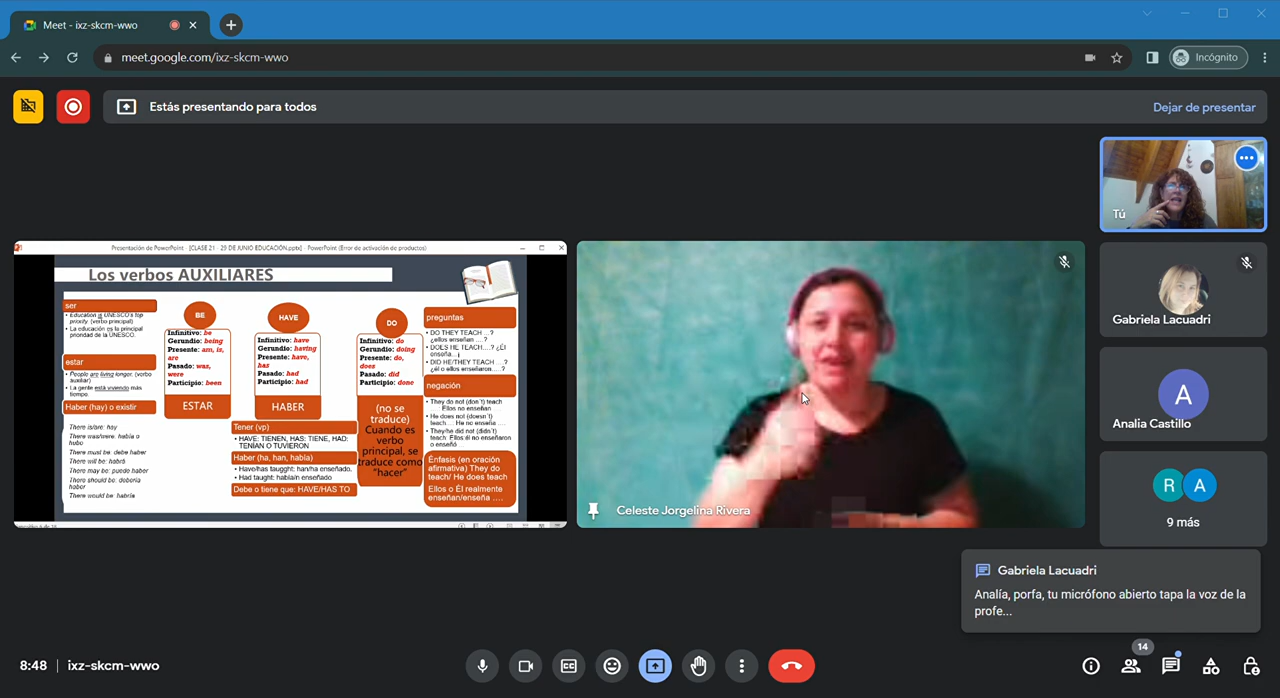 Meet - ixz-skcm-wwo
meet.google.com/ixz-skcm-wwo
Incógnito
Estás presentando para todos
Dejar de presentar
Presentación de PowerPoint - [CLASE 21 - 29 DE JUNIO EDUCACIÓN.pptx] - PowerPoint (Error de activación de productos)
Los verbos AUXILIARES
ser
• Education is UNESCO's top
priority. (verbo principal)
• La educación es la principal
prioridad de la UNESCO.
estar
• People are living longer. (verbo
auxiliar)
• La gente está viviendo más
tiempo.
Haber (hay) o existir
There is/are: hay
There was/were: había o
hubo
There must be: debe haber
There will be: habrá
There may be: puede haber
There should be: debería
haber
There would be: habría
BE
Infinitivo: be
Gerundio: being
Presente: am, is,
are
Pasado: was,
were
Participio: been
ESTAR
HAVE
Infinitivo: have
Gerundio: having
Presente: have,
has
Pasado: had
Participio: had
HABER
Tener (vp)
• HAVE: TIENEN, HAS: TIENE, HAD:
TENÍAN O TUVIERON
Haber (ha, han, había)
• Have/has taught: han/ha enseñado,
• Had taught: había/n enseñado
Debe o tiene que: HAVE/HAS TO
DO
Infinitivo: do
Gerundio: doing
Presente: do,
does
Pasado: did
Participio: done
(no se
traduce)
Cuando es
verbo
principal, se
traduce como
"hacer"
preguntas
• DO THEY TEACH …?
¿ellos enseñan ….?
• DOES HE TEACH….? ¿Él
enseña…¡
• DID HE/THEY TEACH ….?
¿él o ellos enseñaron….?
negación
• They do not (don´t) teach
…. Ellos no enseñan
• He does not (doesn´t)
teach…. He no enseña ….
• They/he did not (didn´t)
teach: Ellos él no enseñaron
o enseñó
Énfasis (en oración
afirmativa) They do
teach/ He does teach
Ellos o Él realmente
enseñan/enseña ….
Celeste Jorgelina Rivera
Tú
Gabriela Lacuadri
A
Analia Castillo
R A
9 más
Gabriela Lacuadri
Analía, porfa, tu micrófono abierto tapa la voz de la
profe...
8:48 | ixz-skcm-wwo
14